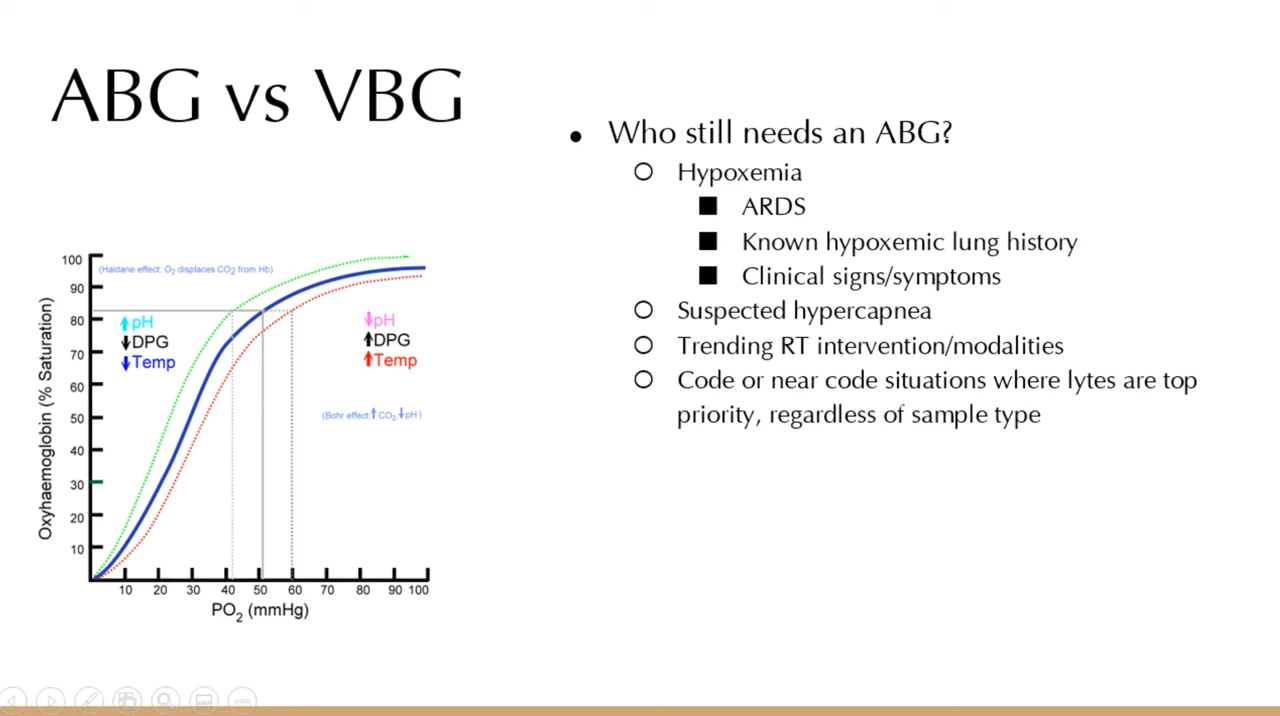 ABG vs VBG
• Who still needs an ABG?
○ Hypoxemia
■ ARDS
■ Known hypoxemic lung history
■ Clinical signs/symptoms
○ Suspected hypercapnea
○ Trending RT intervention/modalities
○ Code or near code situations where lytes are top
priority, regardless of sample type
Oxyhaemoglobin (% Saturation)
100
90
80
70
60
50
40
30
20
10
(Haldane effect: O₂ displaces CO₂ from Hb)
↑pH
↓DPG
↓Temp
↓pH
↑DPG
↑Temp
(Bohr effect:↑ CO₂,↓pH)
10 20 30 40 50 60 70 80 90 100
PO₂ (mmHg)